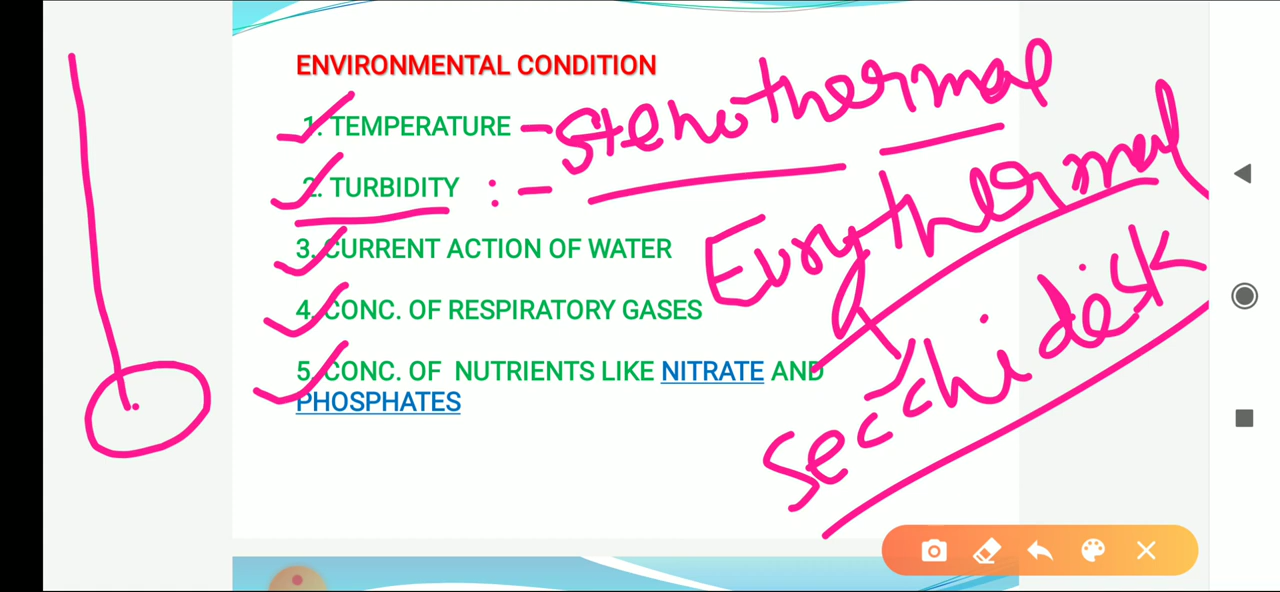 ENVIRONMENTAL CONDITION
1. TEMPERATURE - Stenothermal
2. TURBIDITY :-
Eurythermal
3. CURRENT ACTION OF WATER
4. CONC. OF RESPIRATORY GASES
Secchi desk
5. CONC. OF NUTRIENTS LIKE NITRATE AND
PHOSPHATES